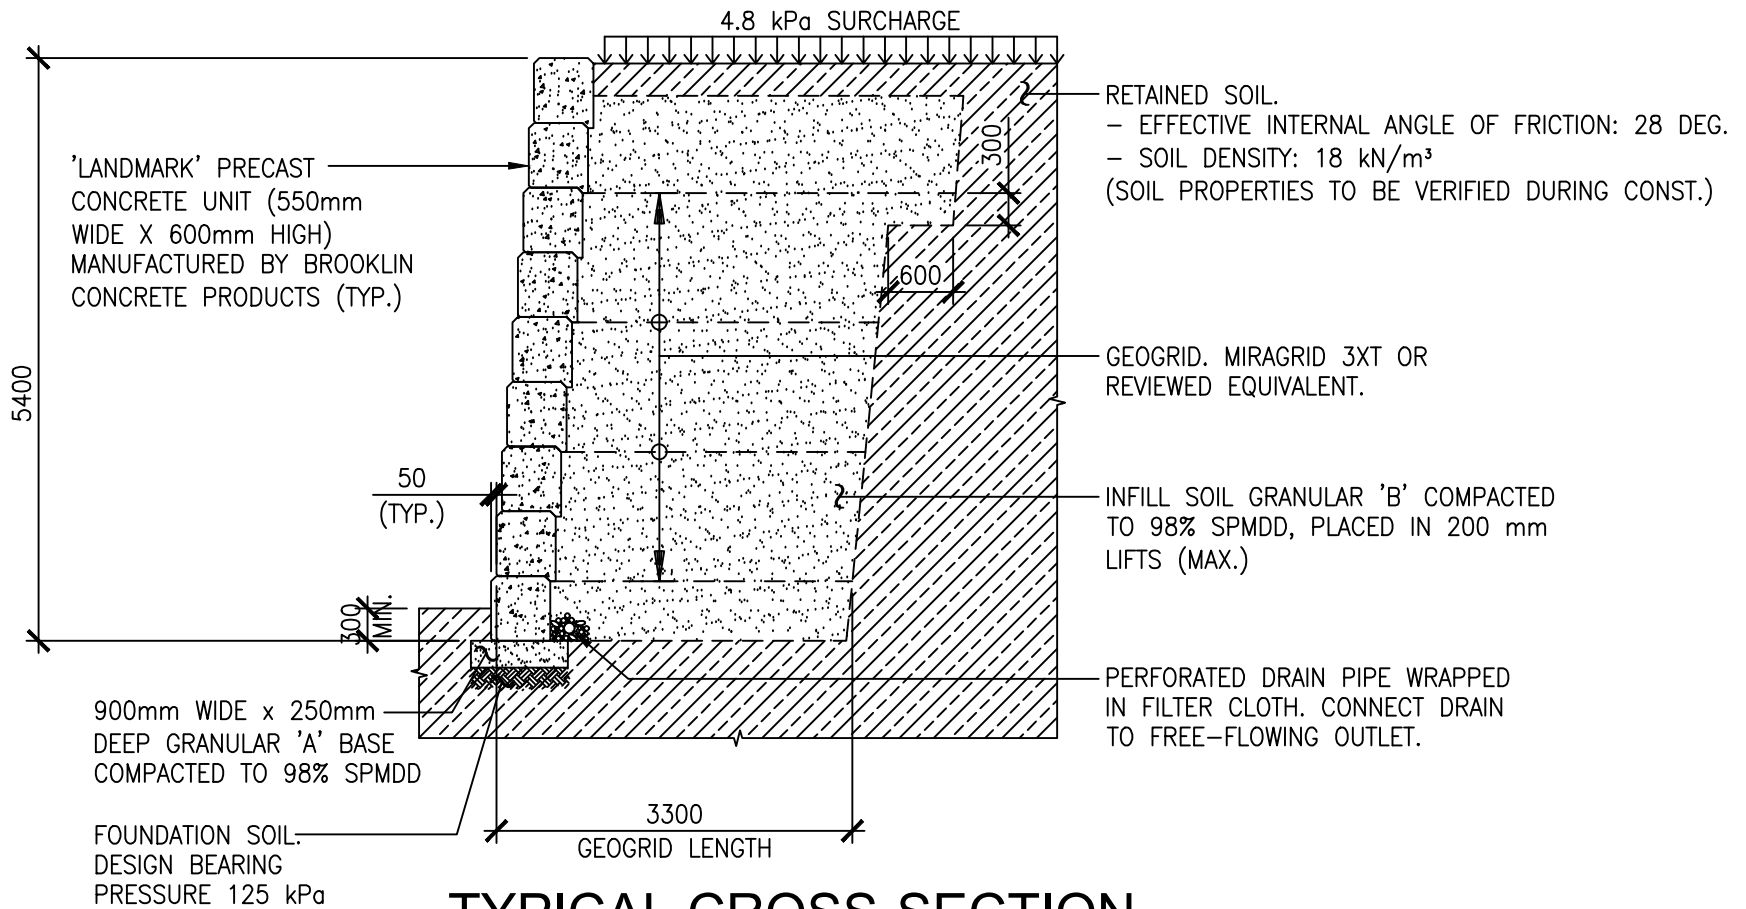 4.8 kPa SURCHARGE
RETAINED SOIL.
– EFFECTIVE INTERNAL ANGLE OF FRICTION: 28 DEG.
– SOIL DENSITY: 18 kN/m³
(SOIL PROPERTIES TO BE VERIFIED DURING CONST.)
300
'LANDMARK' PRECAST
CONCRETE UNIT (550mm
WIDE X 600mm HIGH)
MANUFACTURED BY BROOKLIN
CONCRETE PRODUCTS (TYP.)
600
GEOGRID. MIRAGRID 3XT OR
REVIEWED EQUIVALENT.
5400
50
(TYP.)
INFILL SOIL GRANULAR 'B' COMPACTED
TO 98% SPMDD, PLACED IN 200 mm
LIFTS (MAX.)
300
MIN.
PERFORATED DRAIN PIPE WRAPPED
IN FILTER CLOTH. CONNECT DRAIN
TO FREE–FLOWING OUTLET.
900mm WIDE x 250mm
DEEP GRANULAR 'A' BASE
COMPACTED TO 98% SPMDD
3300
GEOGRID LENGTH
FOUNDATION SOIL.
DESIGN BEARING
PRESSURE 125 kPa
TYPICAL CROSS SECTION